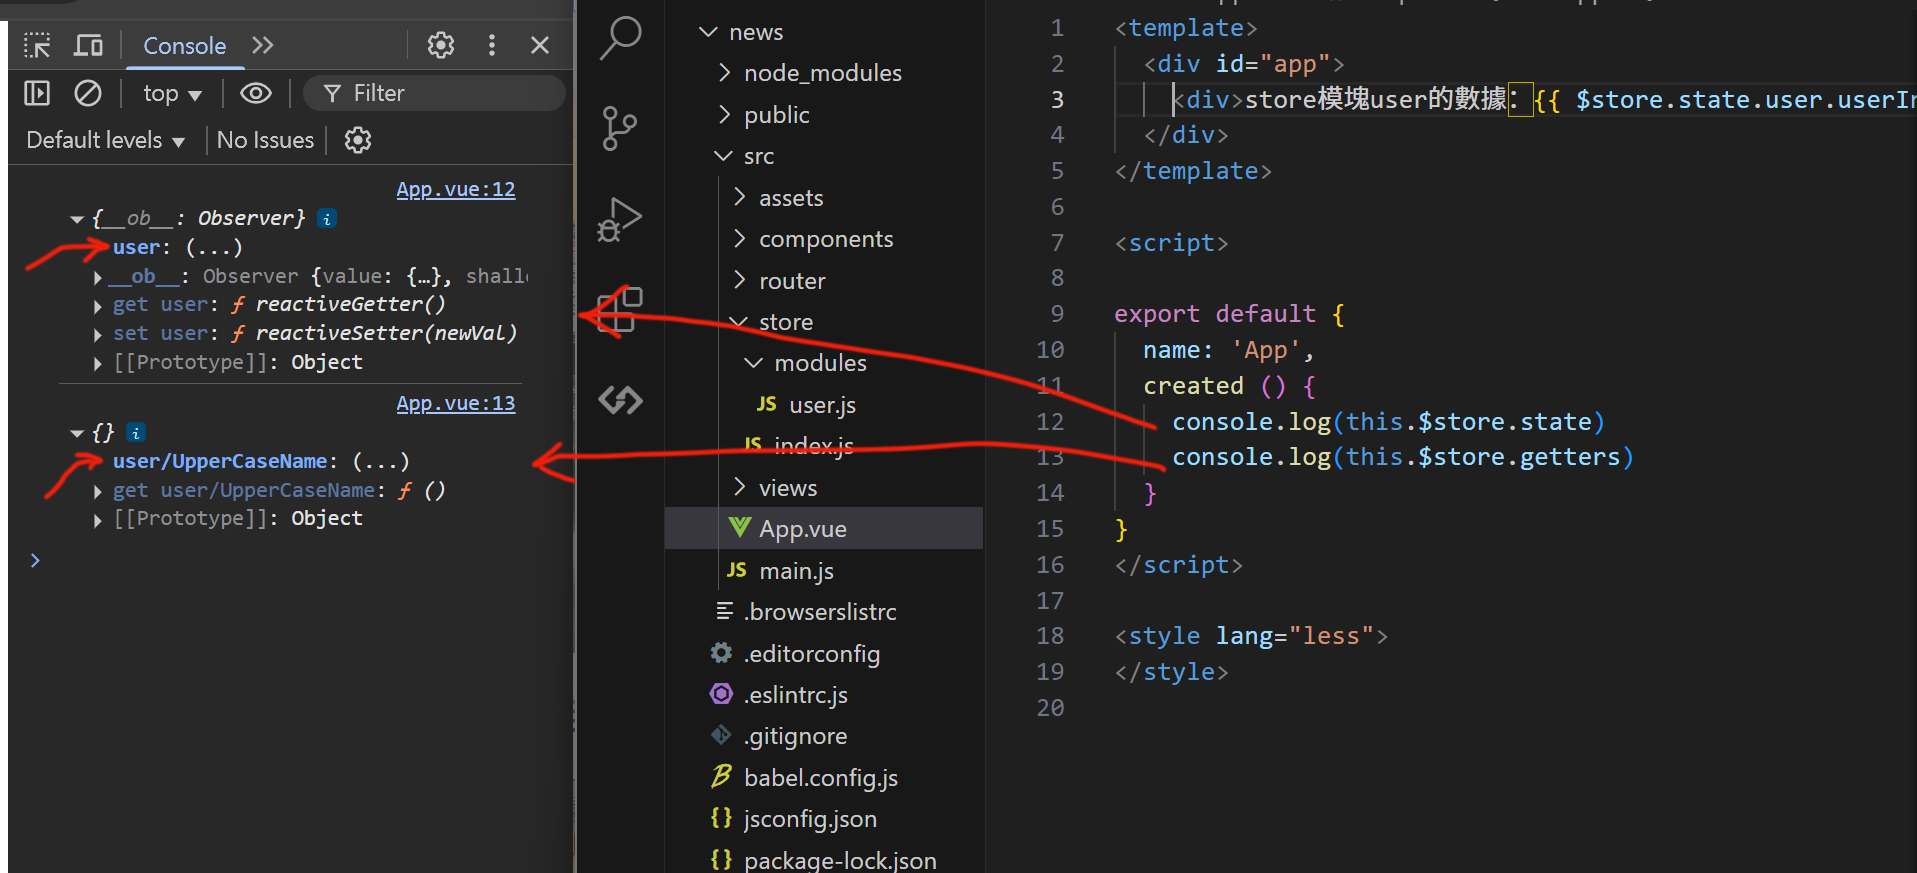 Console
top
Filter
Default levels
No Issues
App.vue:12
{__ob__: Observer}
user: (...)
__ob__: Observer {value: {…},
get user: ƒ reactiveGetter()
set user: ƒ reactiveSetter(newVal)
[[Prototype]]: Object
App.vue:13
{}
user/UpperCaseName: (...)
get user/UpperCaseName: ƒ ()
[[Prototype]]: Object
news
node_modules
public
src
assets
components
router
store
modules
JS user.js
JS index.js
views
App.vue
JS main.js
.browserslistrc
.editorconfig
.eslintrc.js
.gitignore
babel.config.js
{} jsconfig.json
{} package-lock.json
1 <template>
2 <div id="app">
3 <div>store模塊user的數據：{{ $store.state.user.
4 </div>
5 </template>
6
7 <script>
8
9 export default {
10 name: 'App',
11 created () {
12 console.log(this.$store.state)
13 console.log(this.$store.getters)
14 }
15 }
16 </script>
17
18 <style lang="less">
19 </style>
20